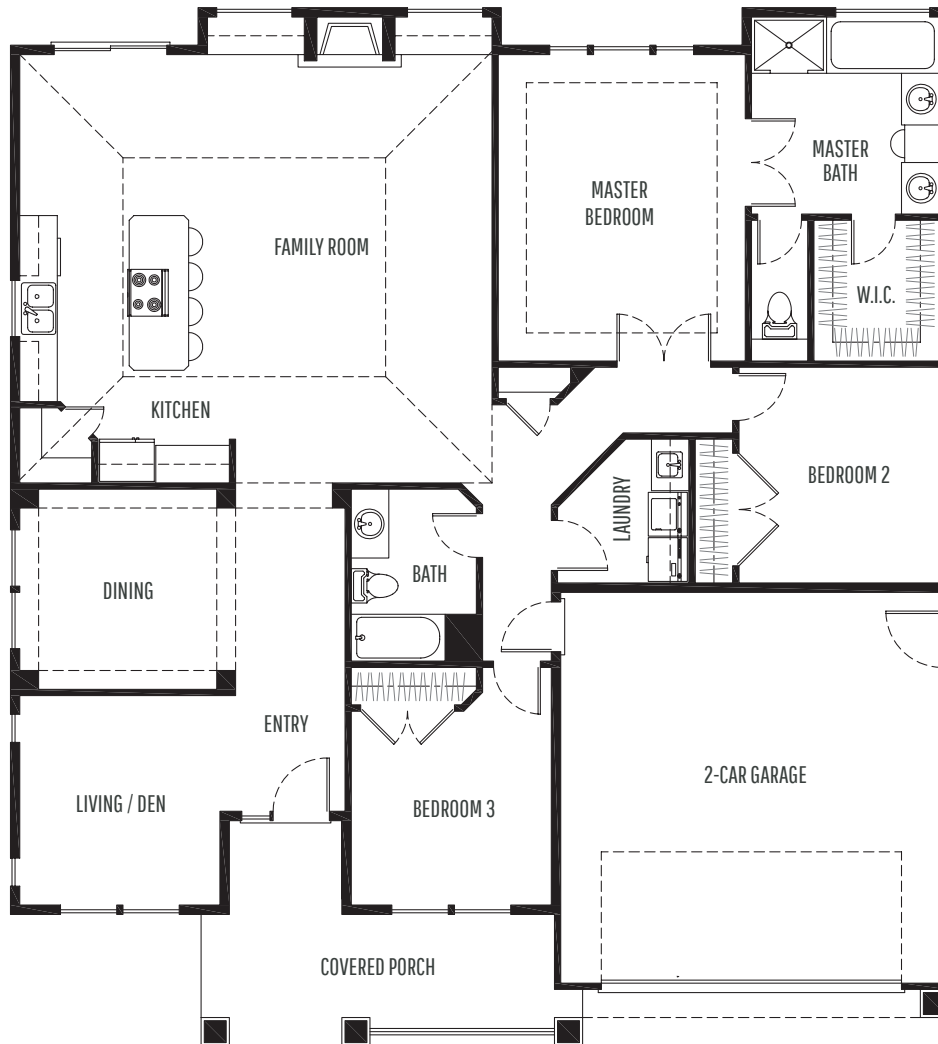 MASTER
BATH
MASTER
BEDROOM
FAMILY ROOM
W.I.C.
KITCHEN
BEDROOM 2
LAUNDRY
BATH
DINING
ENTRY
2-CAR GARAGE
LIVING / DEN
BEDROOM 3
COVERED PORCH